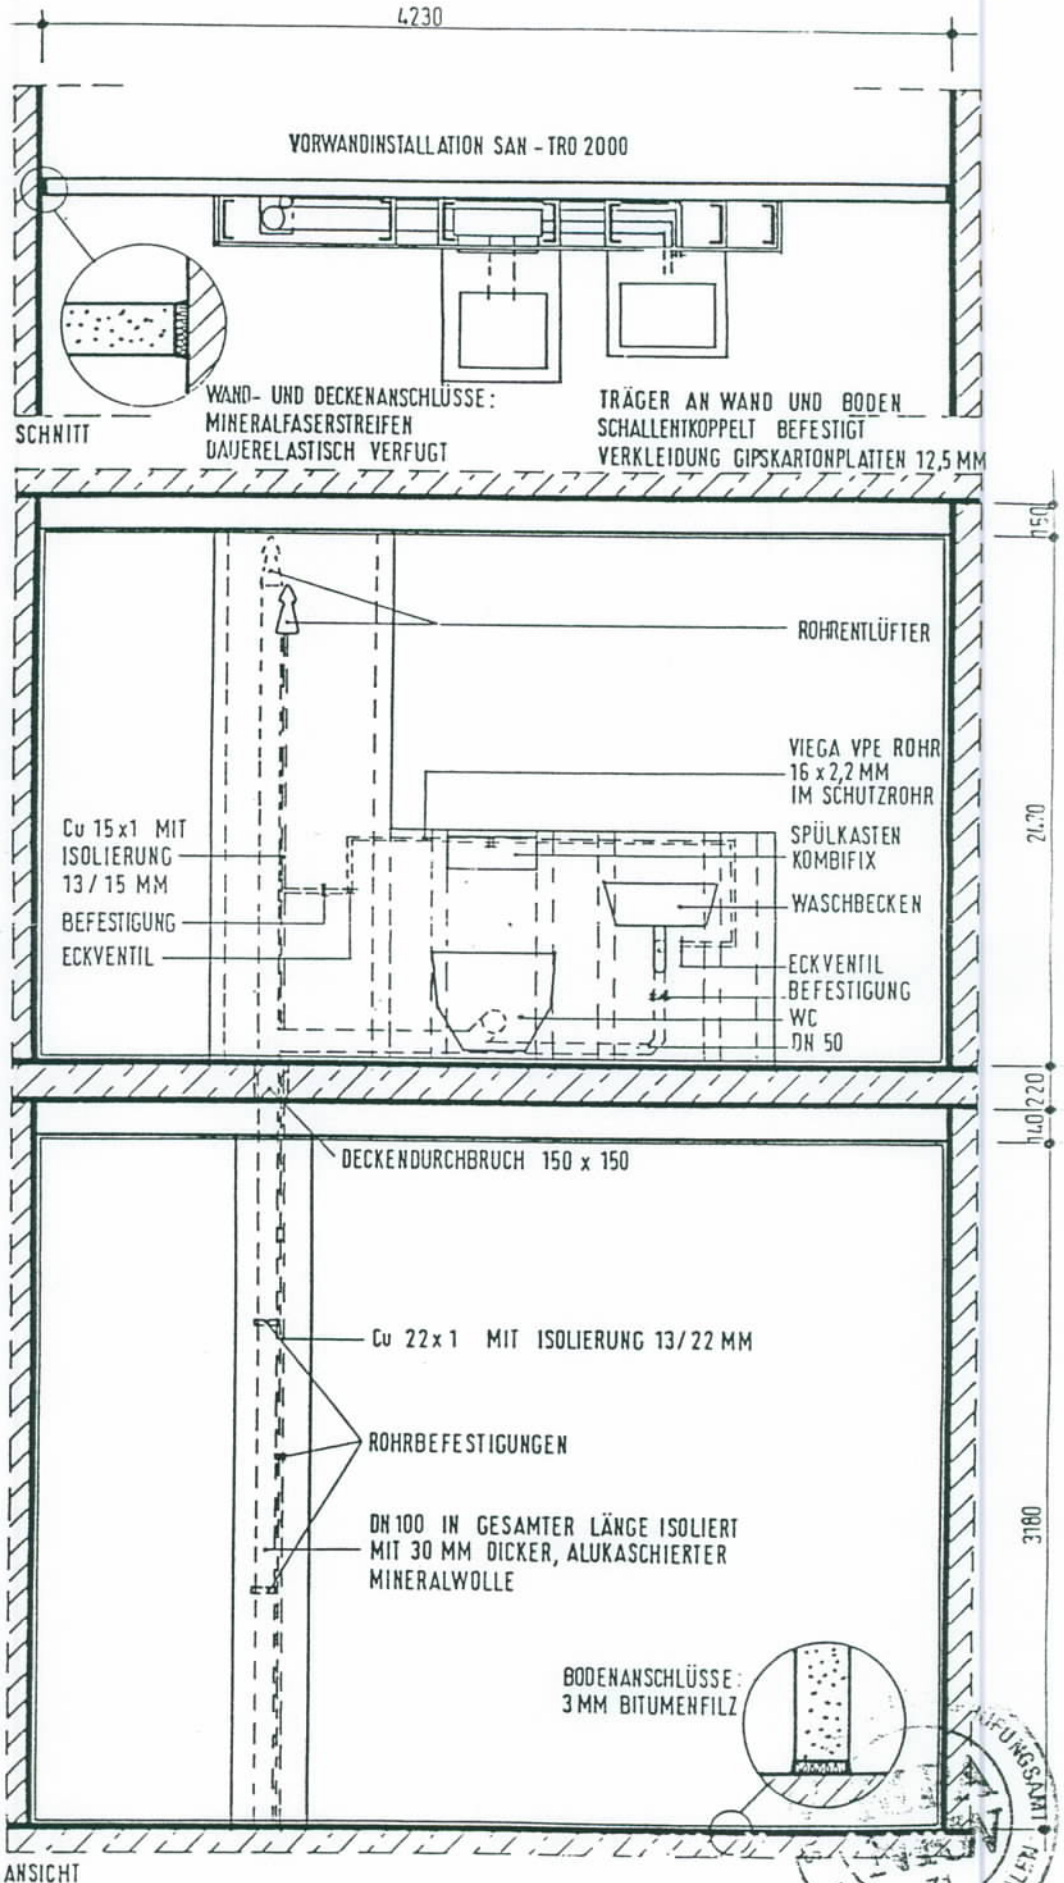 4230
VORWANDINSTALLATION SAN - TRO 2000
WAND- UND DECKENANSCHLÜSSE:
MINERALFASERSTREIFEN
DAUERELASTISCH VERFUGT
TRÄGER AN WAND UND BODEN
SCHALLENTKOPPELT BEFESTIGT
VERKLEIDUNG GIPSKARTONPLATTEN 12,5 MM
SCHNITT
150
ROHRENTLÜFTER
VIEGA VPE ROHR
16 x 2,2 MM
IM SCHUTZROHR
2470
Cu 15x1 MIT
ISOLIERUNG
13/15 MM
BEFESTIGUNG
ECKVENTIL
SPÜLKASTEN
KOMBIFIX
WASCHBECKEN
ECKVENTIL
BEFESTIGUNG
WC
DN 50
220
140
DECKENDURCHBRUCH 150 x 150
Cu 22x1 MIT ISOLIERUNG 13/22 MM
ROHRBEFESTIGUNGEN
DN 100 IN GESAMTER LÄNGE ISOLIERT
MIT 30 MM DICKER, ALUKASCHIERTER
MINERALWOLLE
3180
BODENANSCHLÜSSE:
3 MM BITUMENFILZ
ANSICHT